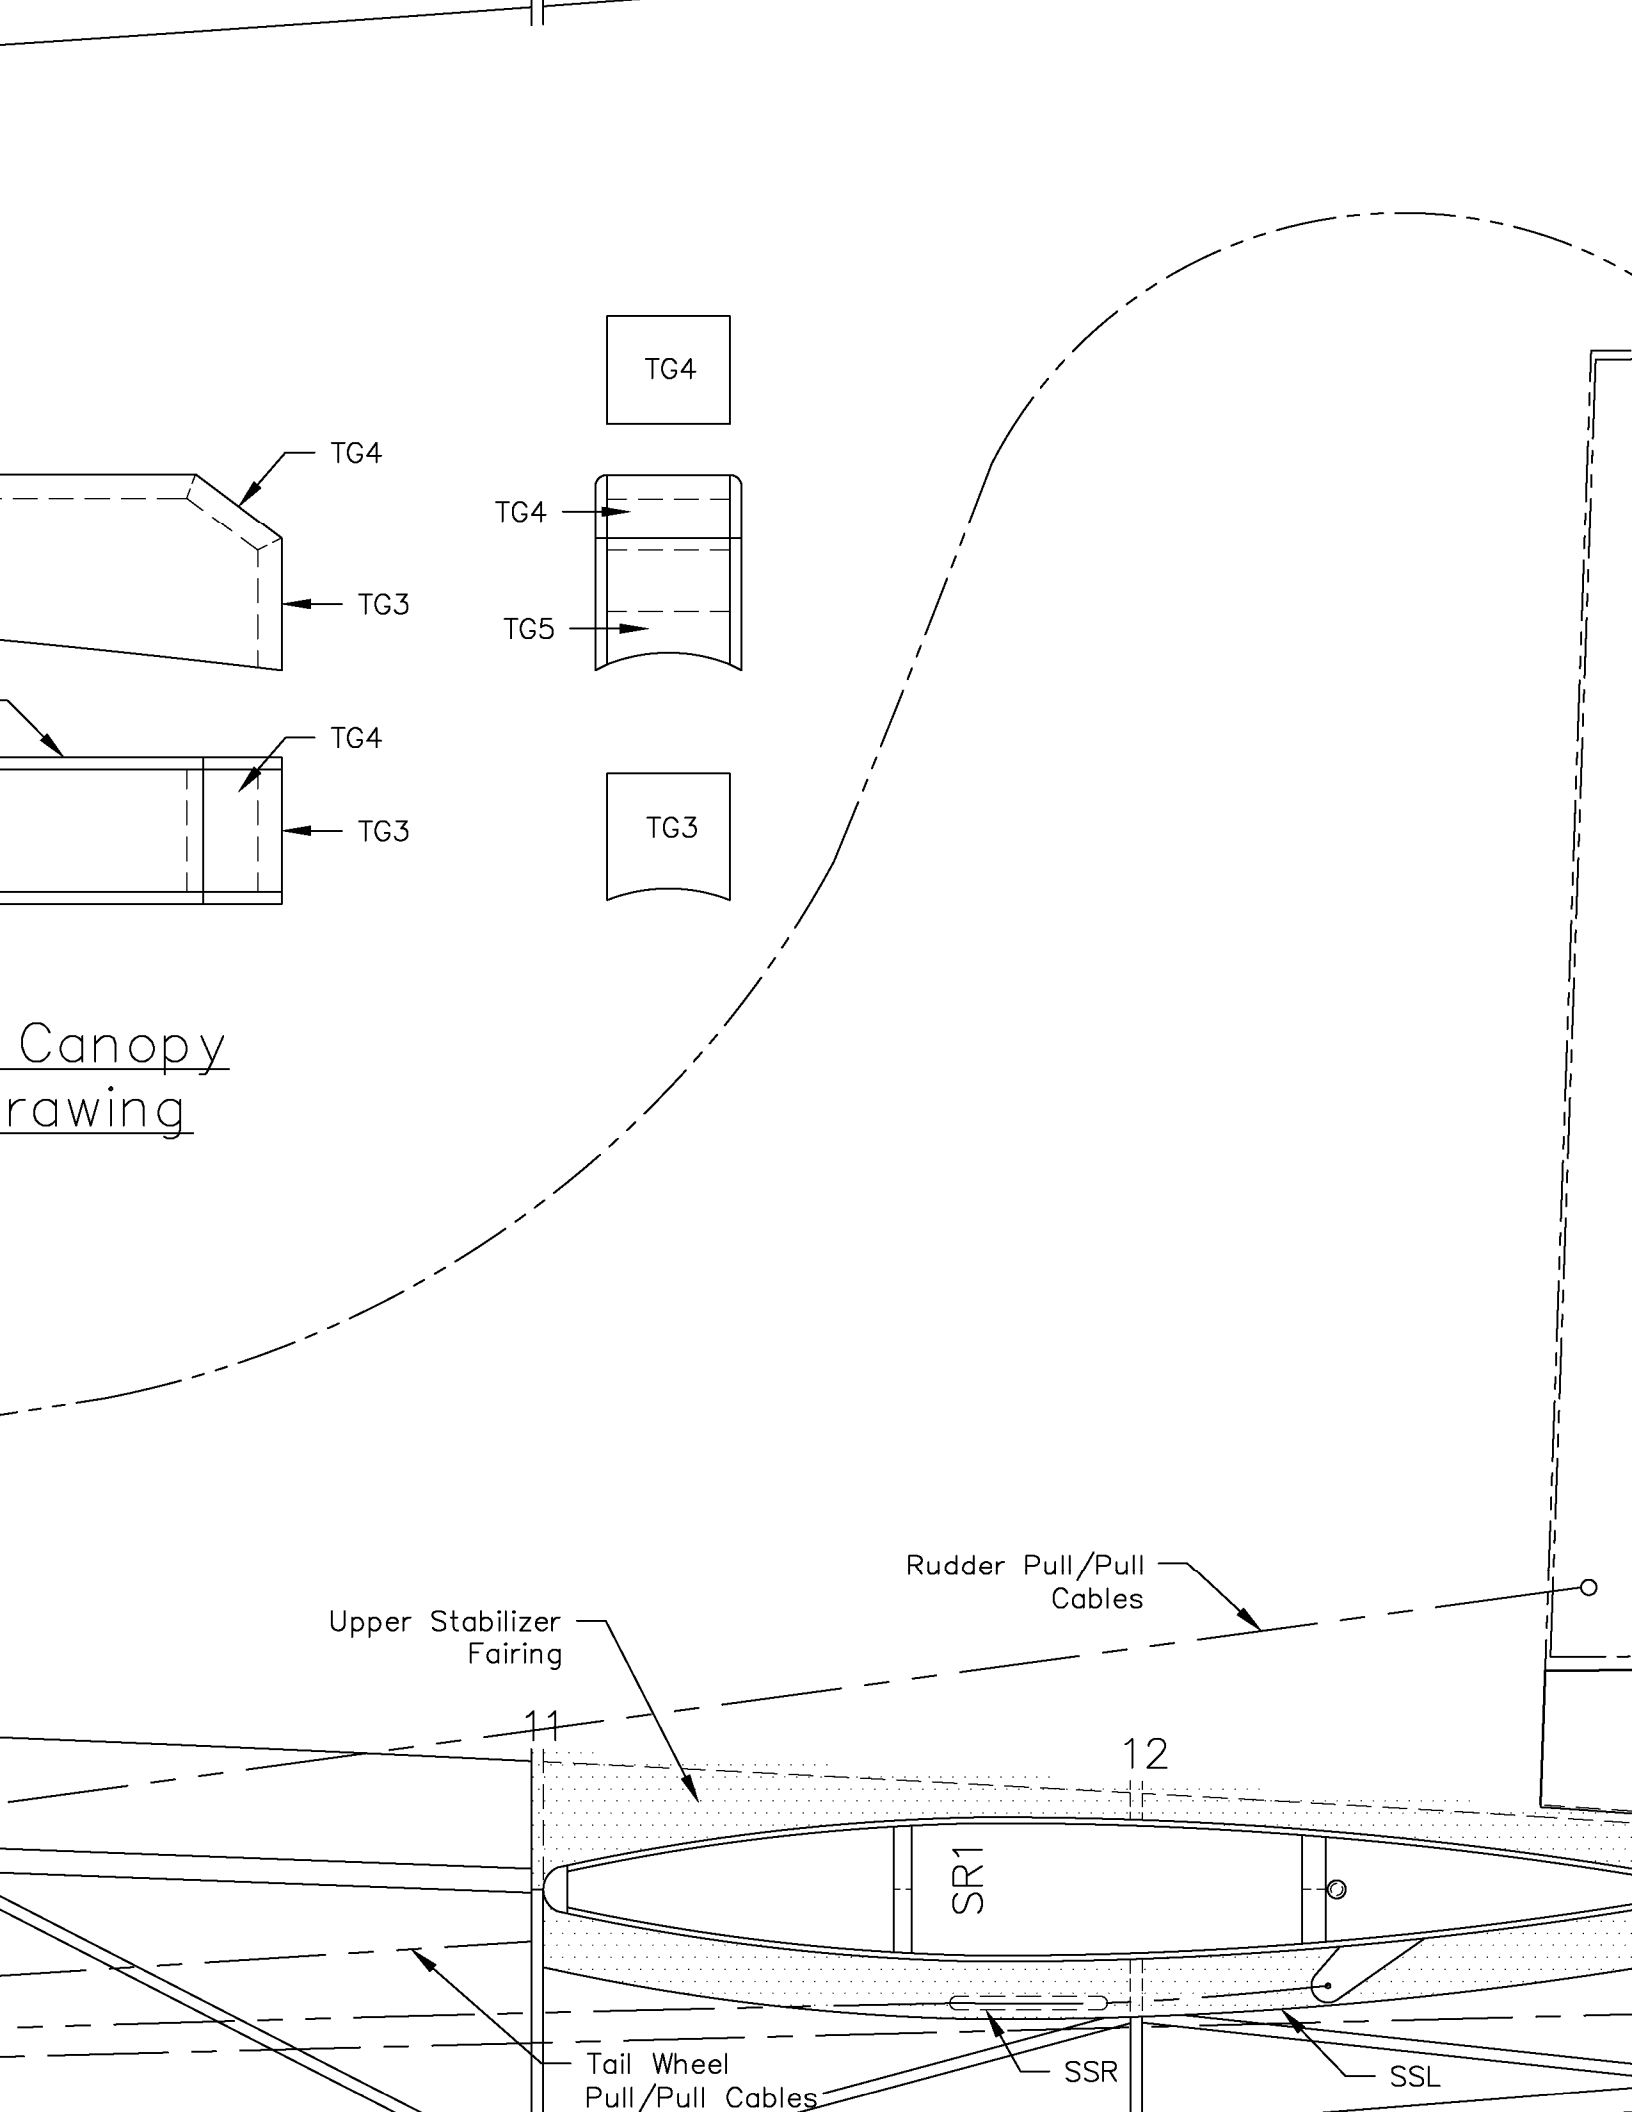 TG4
TG4
TG4
TG3
TG5
TG4
TG3
TG3
Canopy
rawing
Rudder Pull/Pull
Cables
Upper Stabilizer
Fairing
11
12
SR1
Tail Wheel
Pull/Pull Cables
SSR
SSL